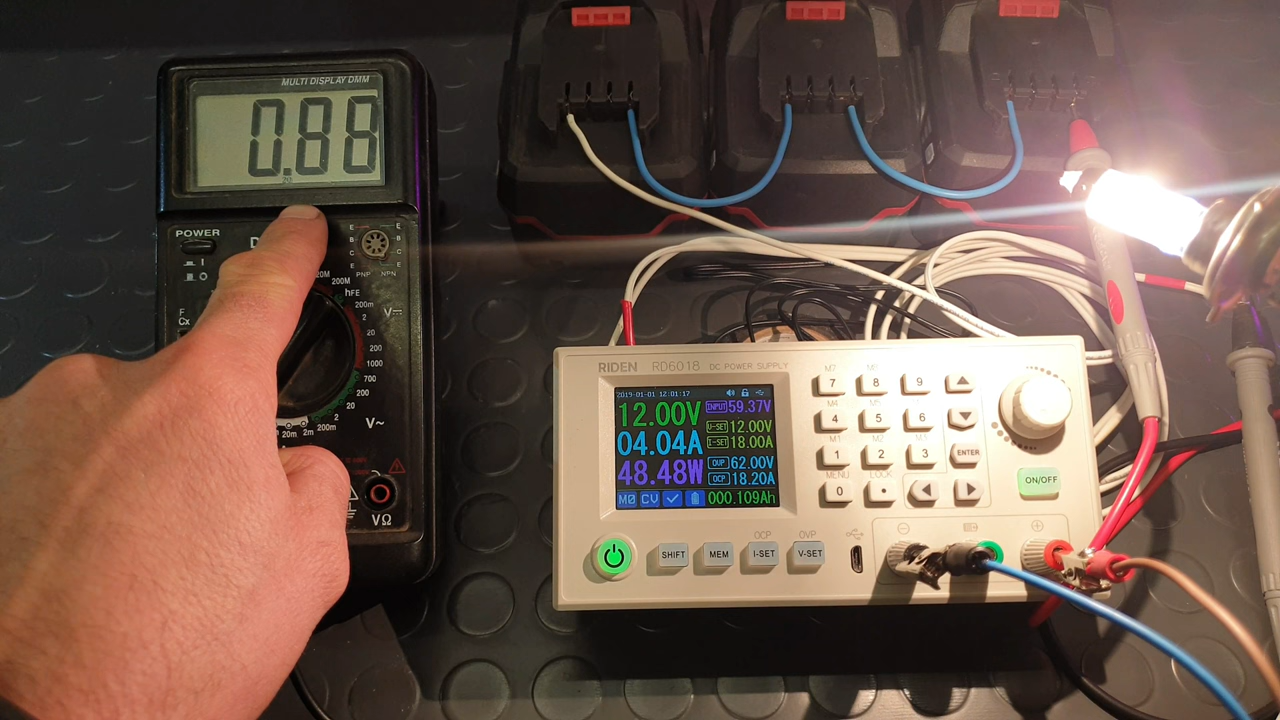 MULTI DISPLAY DMM
0.88
20
POWER
I
O
D
E
B
C
E
E
B
C
E
PNP NPN
F
Cx
20M
200M
hFE
200m
2
20
200
1000
700
200
20
2
200m
20m
2m
V⎓
V~
VΩ
RIDEN RD6018 DC POWER SUPPLY
2019-01-01 12:01:17
12.00V
04.04A
48.48W
M0 CV
INPUT 59.37V
V-SET 12.00V
I-SET 18.00A
OVP 62.00V
OCP 18.20A
000.109Ah
M7 M8
7 8 9
M4
4 5 6
M1 M2 M3
1 2 3 ENTER
MENU LOCK
0 .
ON/OFF
OCP OVP
SHIFT MEM I-SET V-SET